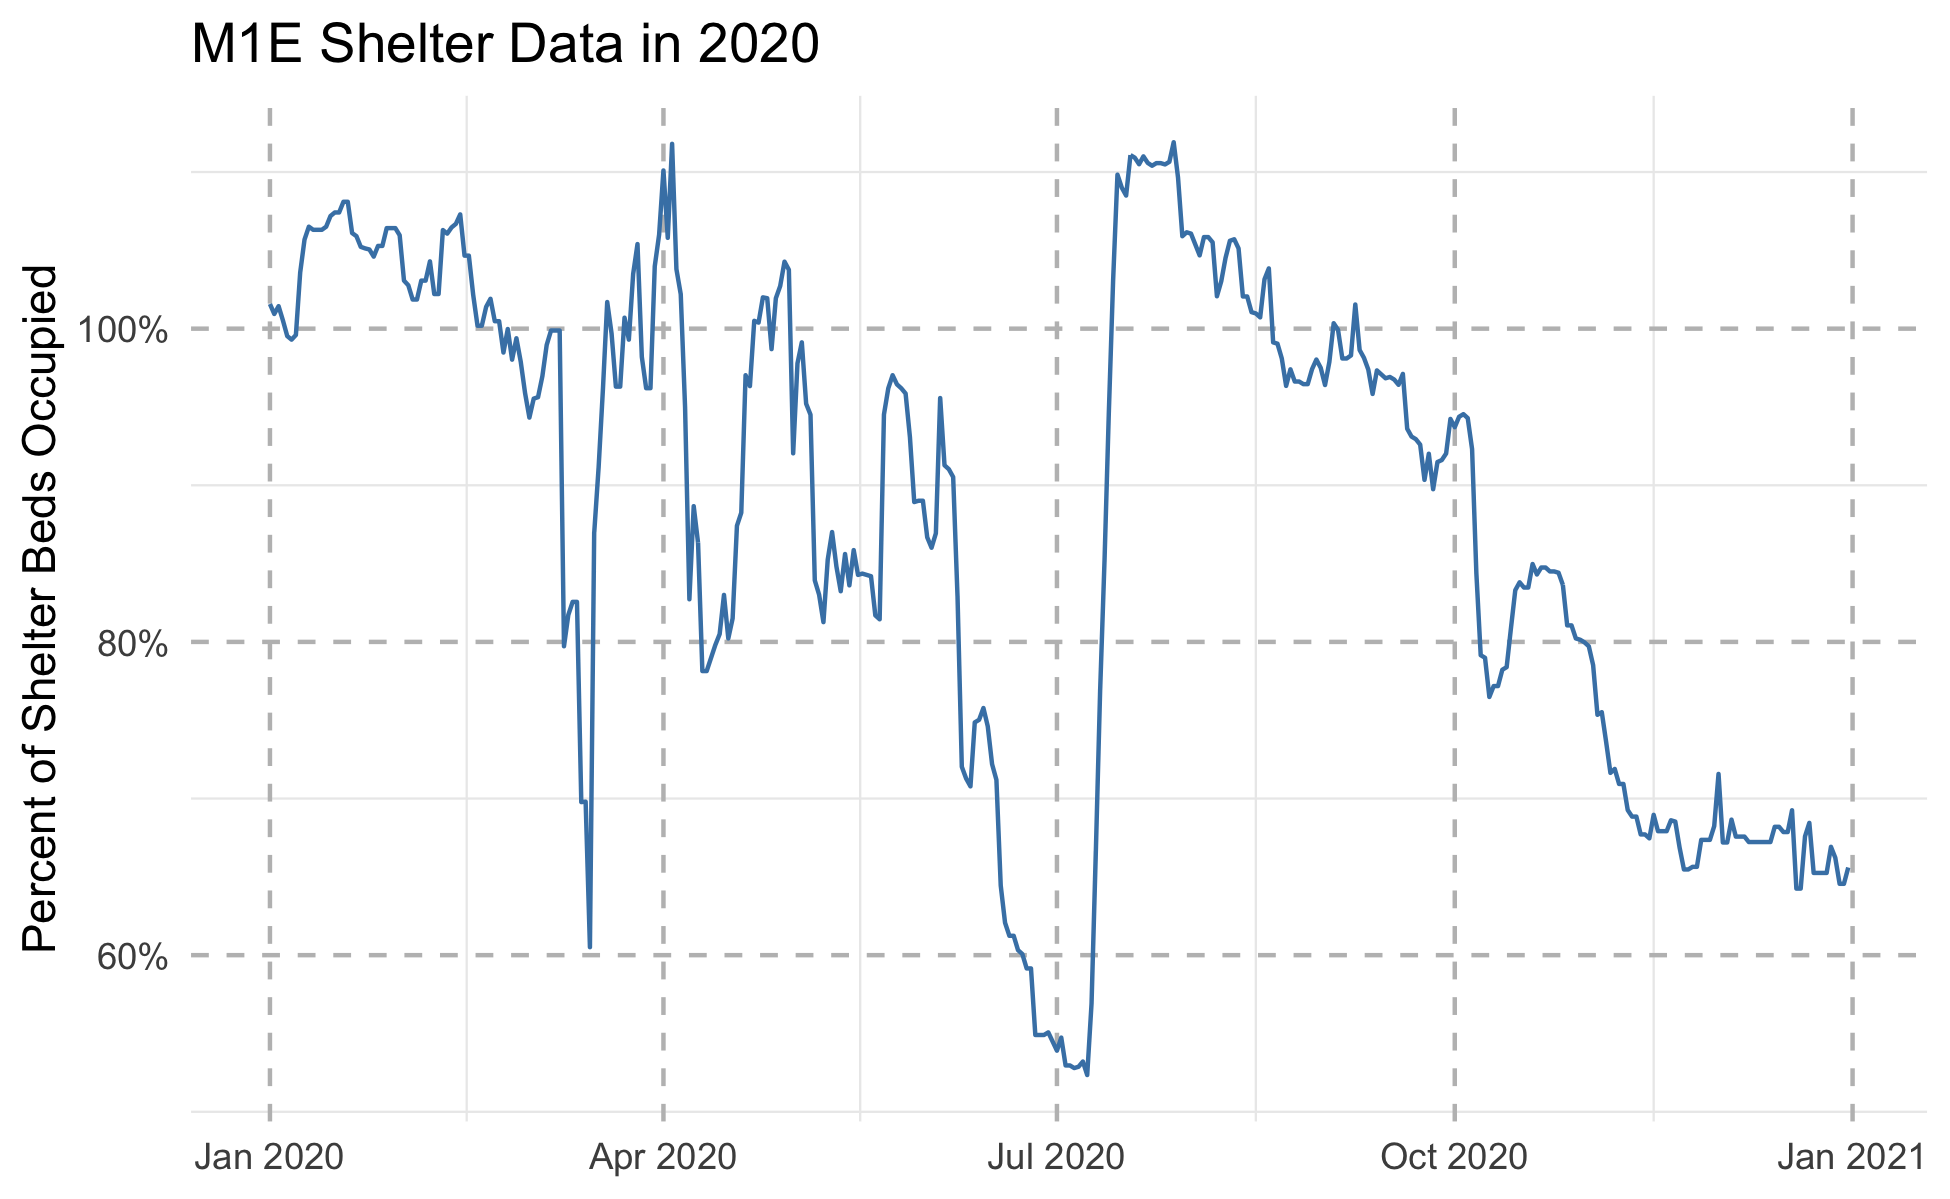 M1E Shelter Data in 2020
Percent of Shelter Beds Occupied
100%
80%
60%
Jan 2020
Apr 2020
Jul 2020
Oct 2020
Jan 2021